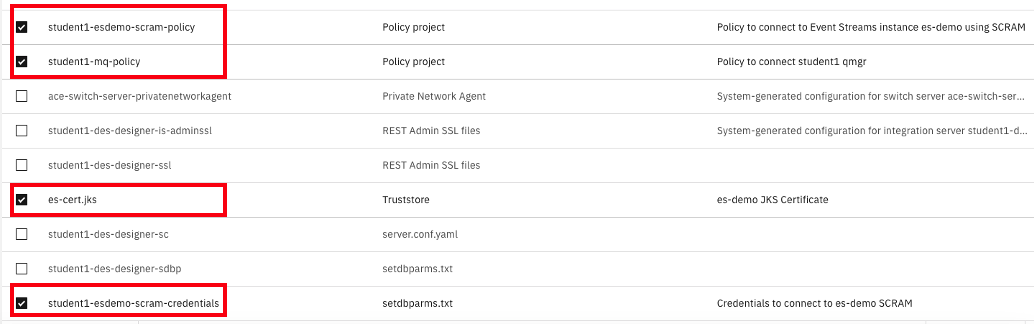 student1-esdemo-scram-policy Policy project Policy to connect to Event Streams instance es-demo using SCRAM
student1-mq-policy Policy project Policy to connect student1 qmgr
ace-switch-server-privatenetworkagent Private Network Agent System-generated configuration for switch server ace-switch-ser...
student1-des-designer-is-adminssl REST Admin SSL files System-generated configuration for integration server student1-d...
student1-des-designer-ssl REST Admin SSL files
es-cert.jks Truststore es-demo JKS Certificate
student1-des-designer-sc server.conf.yaml
student1-des-designer-sdbp setdbparms.txt
student1-esdemo-scram-credentials setdbparms.txt Credentials to connect to es-demo SCRAM